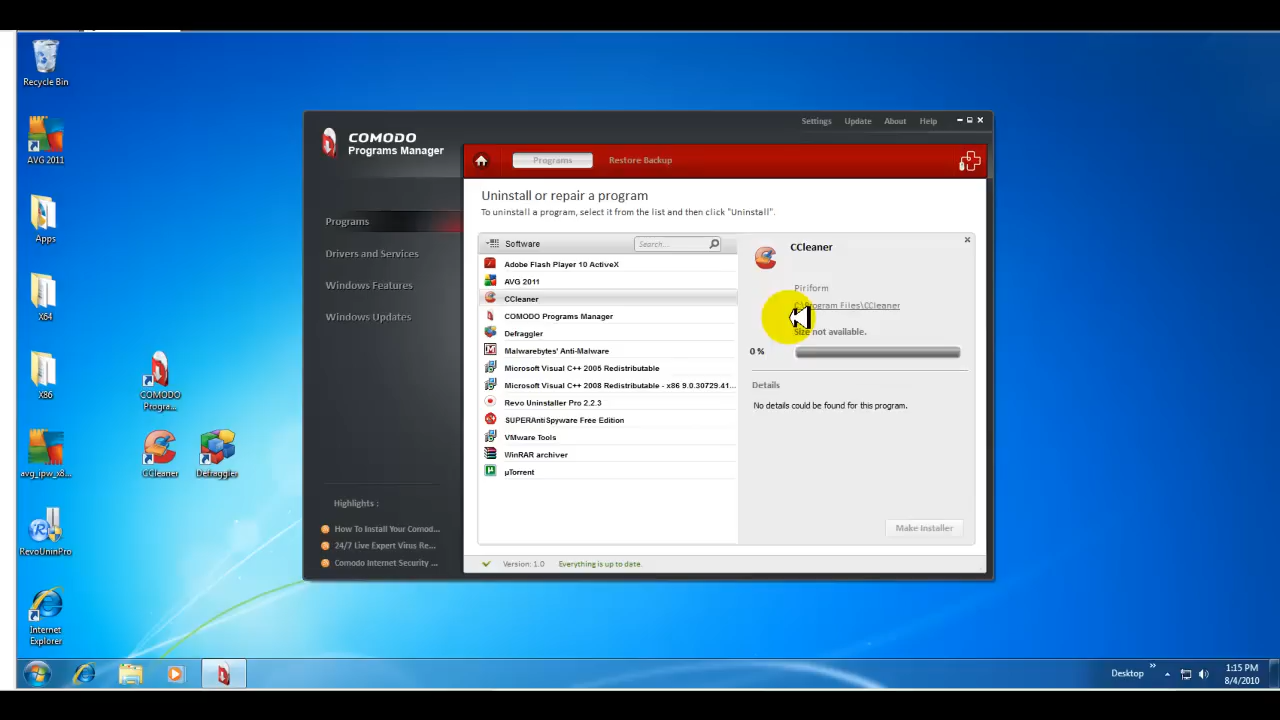 Recycle Bin
AVG 2011
Apps
X64
X86
COMODO
Progra...
avg_ipw_x8...
CCleaner
Defraggler
RevoUninPro
Internet
Explorer
COMODO
Programs Manager
Settings
Update
About
Help
Programs
Restore Backup
Programs
Drivers and Services
Windows Features
Windows Updates
Highlights :
How To Install Your Comod...
24/7 Live Expert Virus Re...
Comodo Internet Security ...
Uninstall or repair a program
To uninstall a program, select it from the list and then click "Uninstall".
Software
Search...
Adobe Flash Player 10 ActiveX
AVG 2011
CCleaner
COMODO Programs Manager
Defraggler
Malwarebytes' Anti-Malware
Microsoft Visual C++ 2005 Redistributable
Microsoft Visual C++ 2008 Redistributable - x86 9.0.30729.41...
Revo Uninstaller Pro 2.2.3
SUPERAntiSpyware Free Edition
VMware Tools
WinRAR archiver
µTorrent
CCleaner
Piriform
C:\Program Files\CCleaner
Size not available.
0 %
Details
No details could be found for this program.
Make Installer
Version: 1.0
Everything is up to date.
Desktop
1:15 PM
8/4/2010